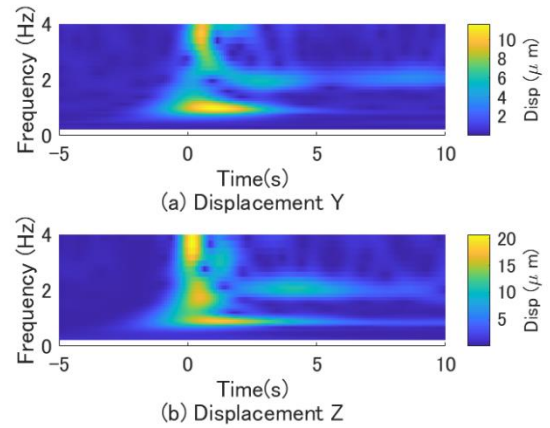 4
2
0
Frequency (Hz)
-5
0
5
10
Time(s)
10
8
6
4
2
Disp (μ m)
(a) Displacement Y
4
2
0
Frequency (Hz)
-5
0
5
10
Time(s)
20
15
10
5
Disp (μ m)
(b) Displacement Z